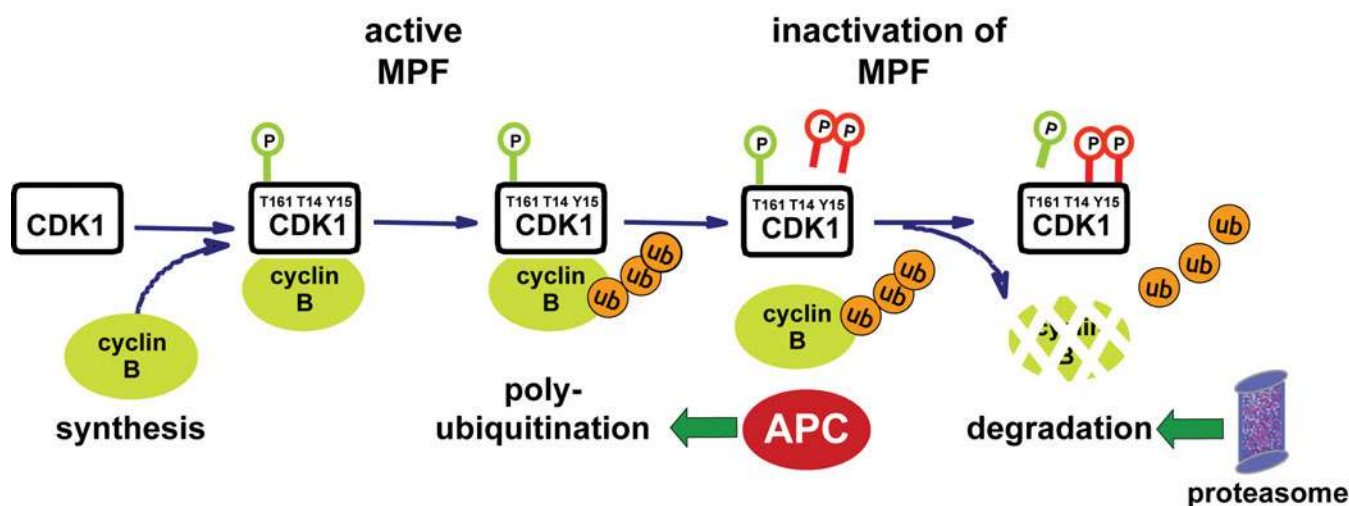 active
MPF
inactivation of
MPF
P
P
P
P
P
P
P
P
CDK1
T161 T14 Y15
CDK1
T161 T14 Y15
CDK1
T161 T14 Y15
CDK1
T161 T14 Y15
CDK1
cyclin
B
cyclin
B
cyclin
B
ub
ub
ub
cyclin
B
ub
ub
ub
cyclin
B
ub
ub
ub
synthesis
poly-
ubiquitination
APC
degradation
proteasome